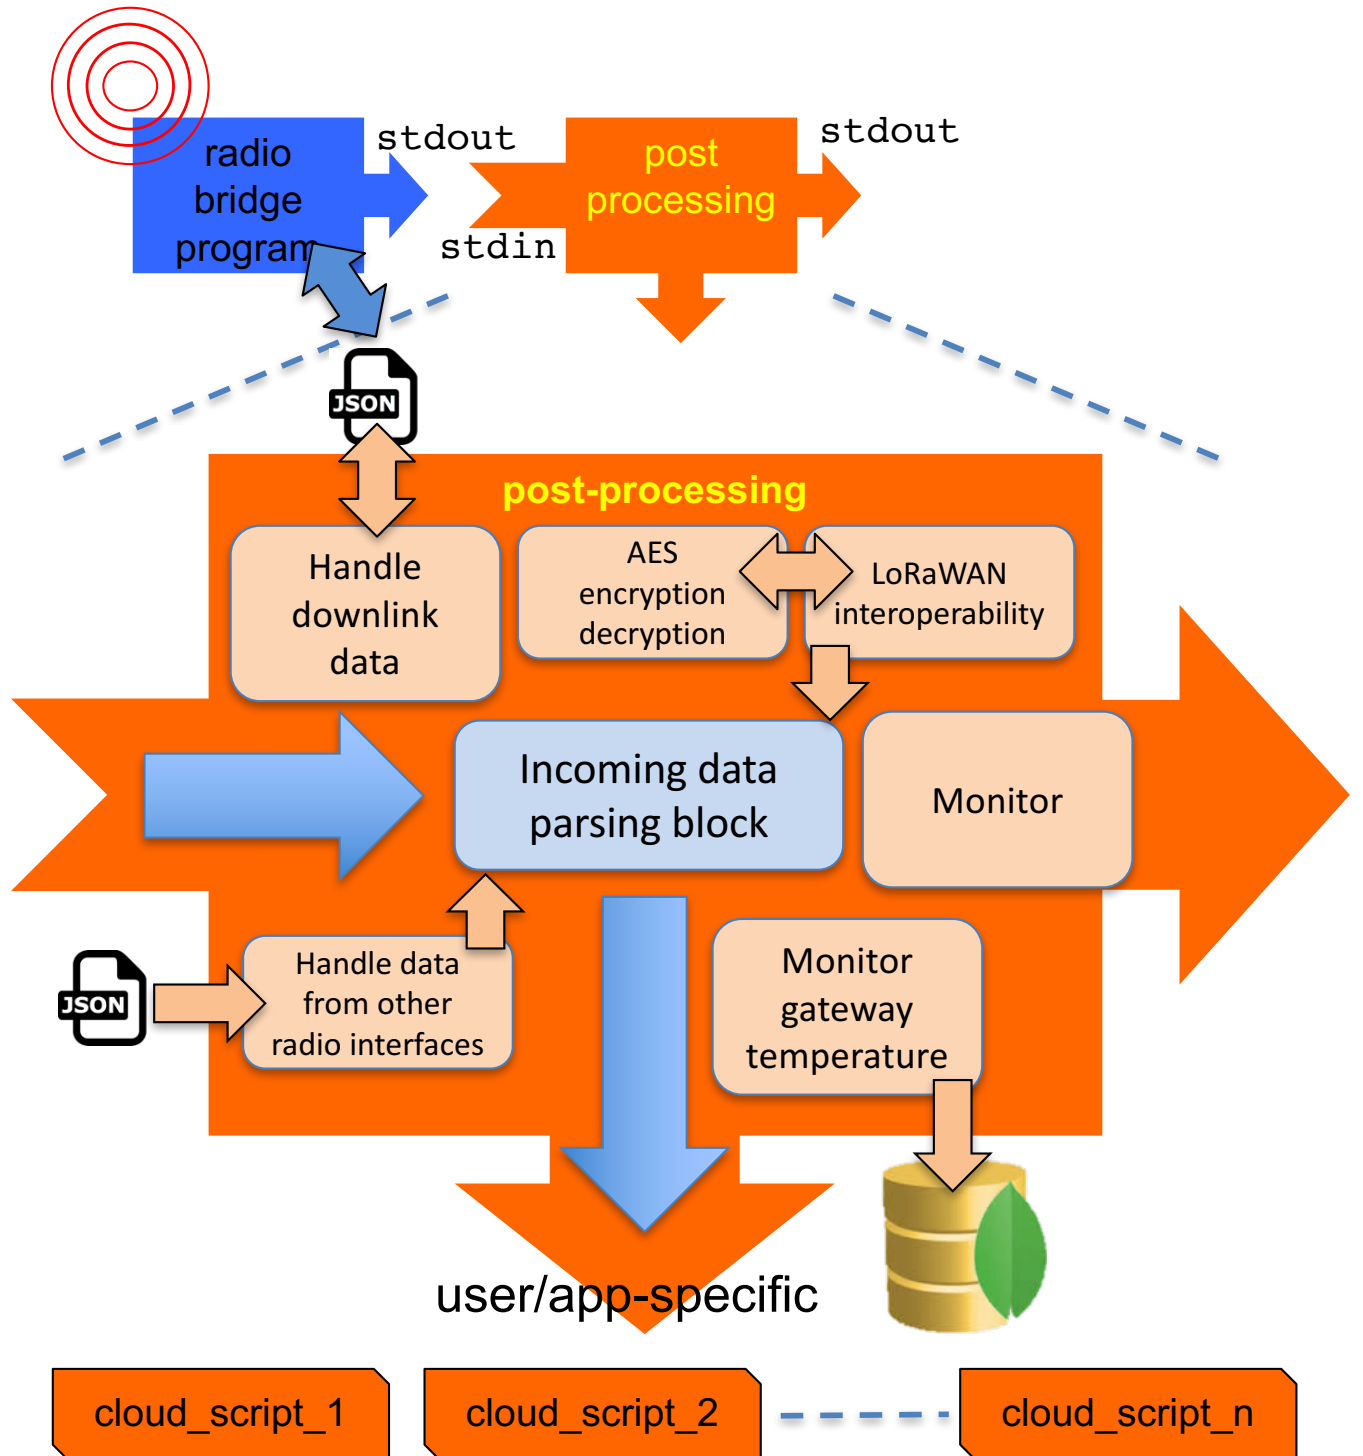 radio
bridge
program
stdout
stdin
post
processing
stdout
JSON
post-processing
Handle
downlink
data
AES
encryption
decryption
LoRaWAN
interoperability
Incoming data
parsing block
Monitor
JSON
Handle data
from other
radio interfaces
Monitor
gateway
temperature
user/app-specific
cloud_script_1
cloud_script_2
cloud_script_n